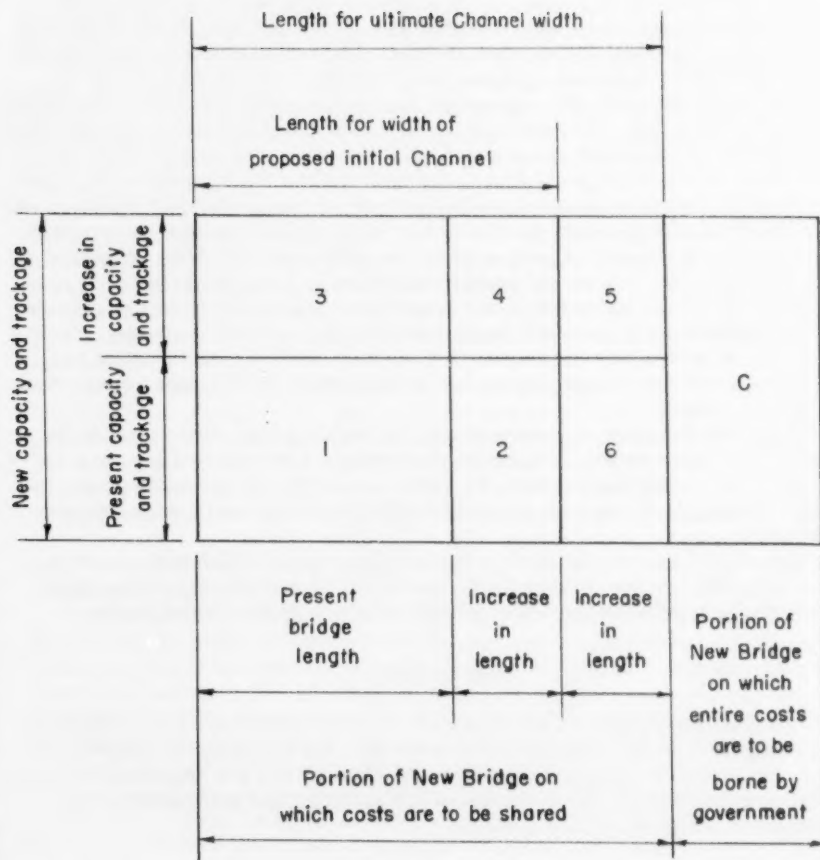 Length for ultimate Channel width
Length for width of
proposed initial Channel
New capacity and trackage
Increase in
capacity
and trackage
Present capacity
and trackage
3
4
5
C
1
2
6
Present
bridge
length
Increase
in
length
Increase
in
length
Portion of
New Bridge
on which
entire costs
are to be
borne by
government
Portion of New Bridge on
which costs are to be shared